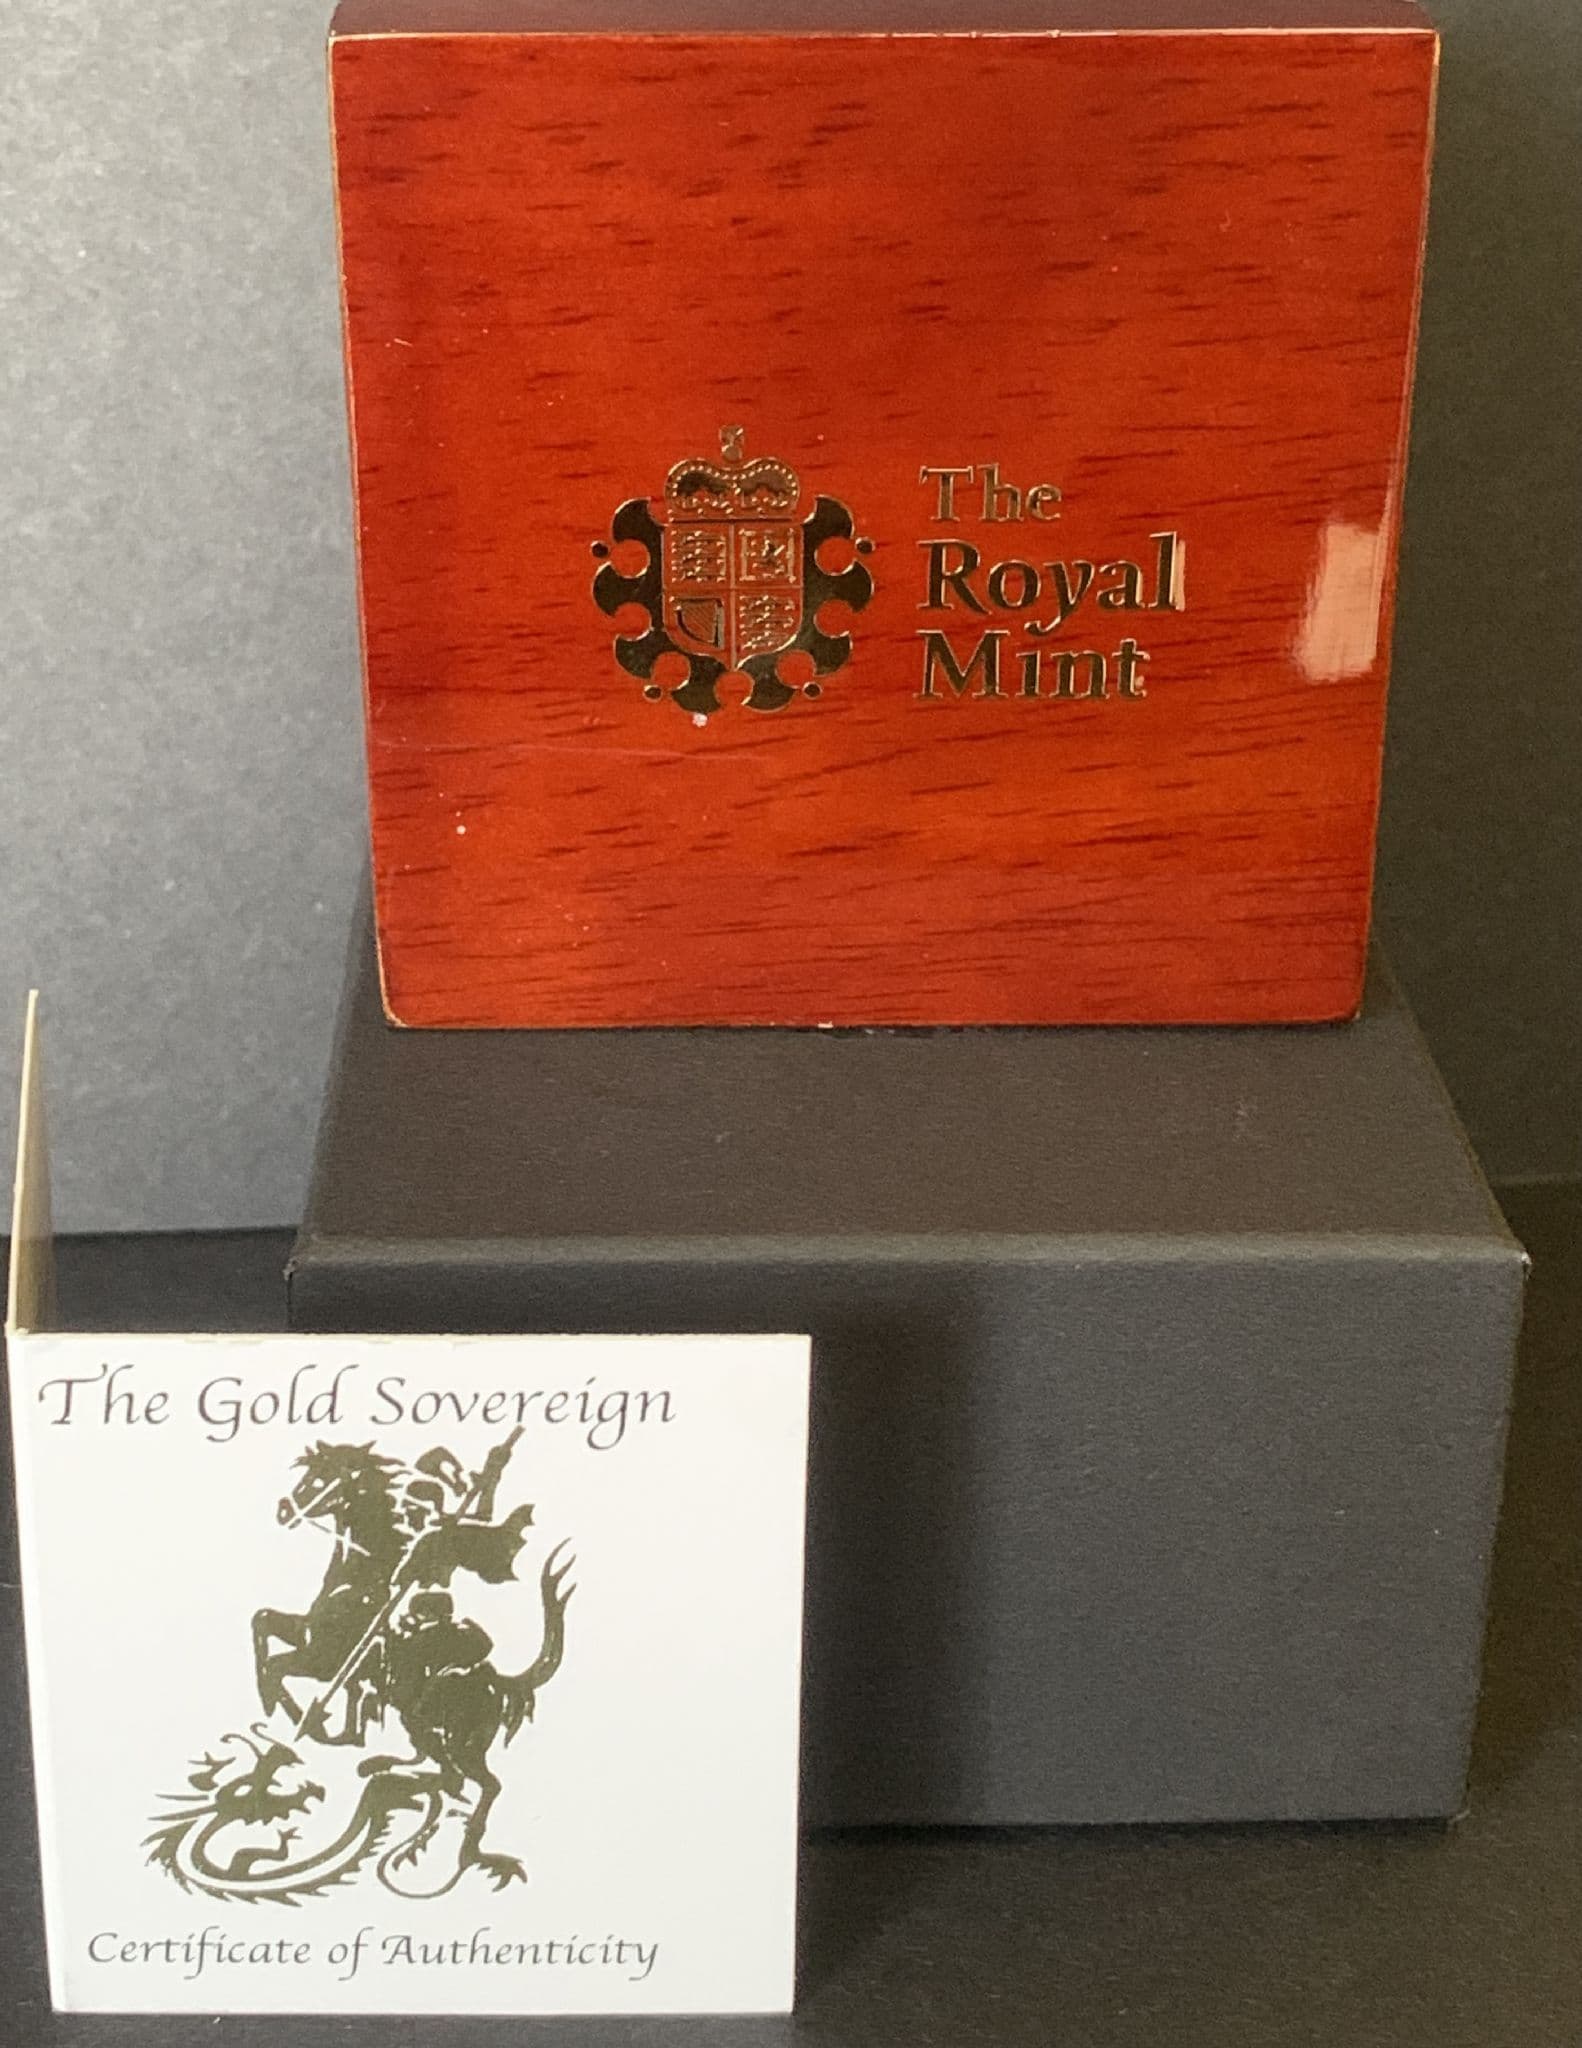 The
Royal
Mint
The Gold Sovereign
Certificate of Authenticity